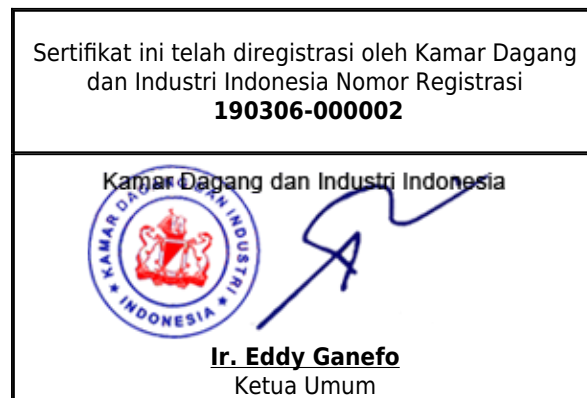 Sertifikat ini telah diregistrasi oleh Kamar Dagang
dan Industri Indonesia Nomor Registrasi
190306-000002
Kamar Dagang dan Industri Indonesia
KAMAR DAGANG DAN INDUSTRI
INDONESIA
Ir. Eddy Ganefo
Ketua Umum